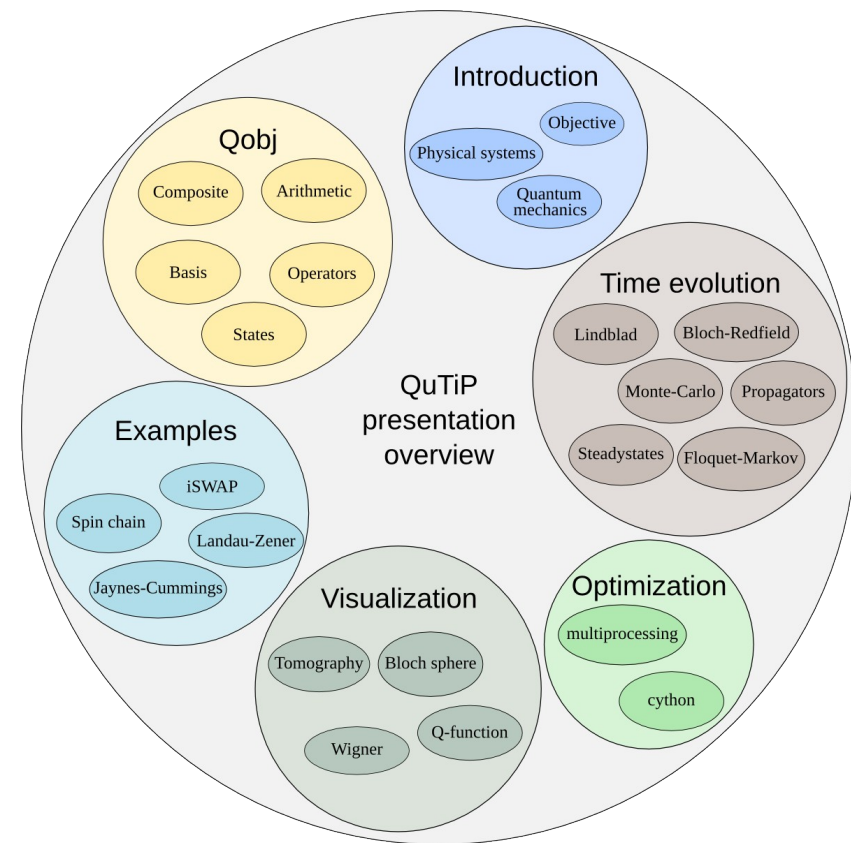 Introduction
Objective
Physical systems
Quantum
mechanics
Qobj
Composite
Arithmetic
Basis
Operators
States
Time evolution
Lindblad
Bloch-Redfield
Monte-Carlo
Propagators
Steadystates
Floquet-Markov
QuTiP
presentation
overview
Examples
iSWAP
Spin chain
Landau-Zener
Jaynes-Cummings
Visualization
Tomography
Bloch sphere
Wigner
Q-function
Optimization
multiprocessing
cython